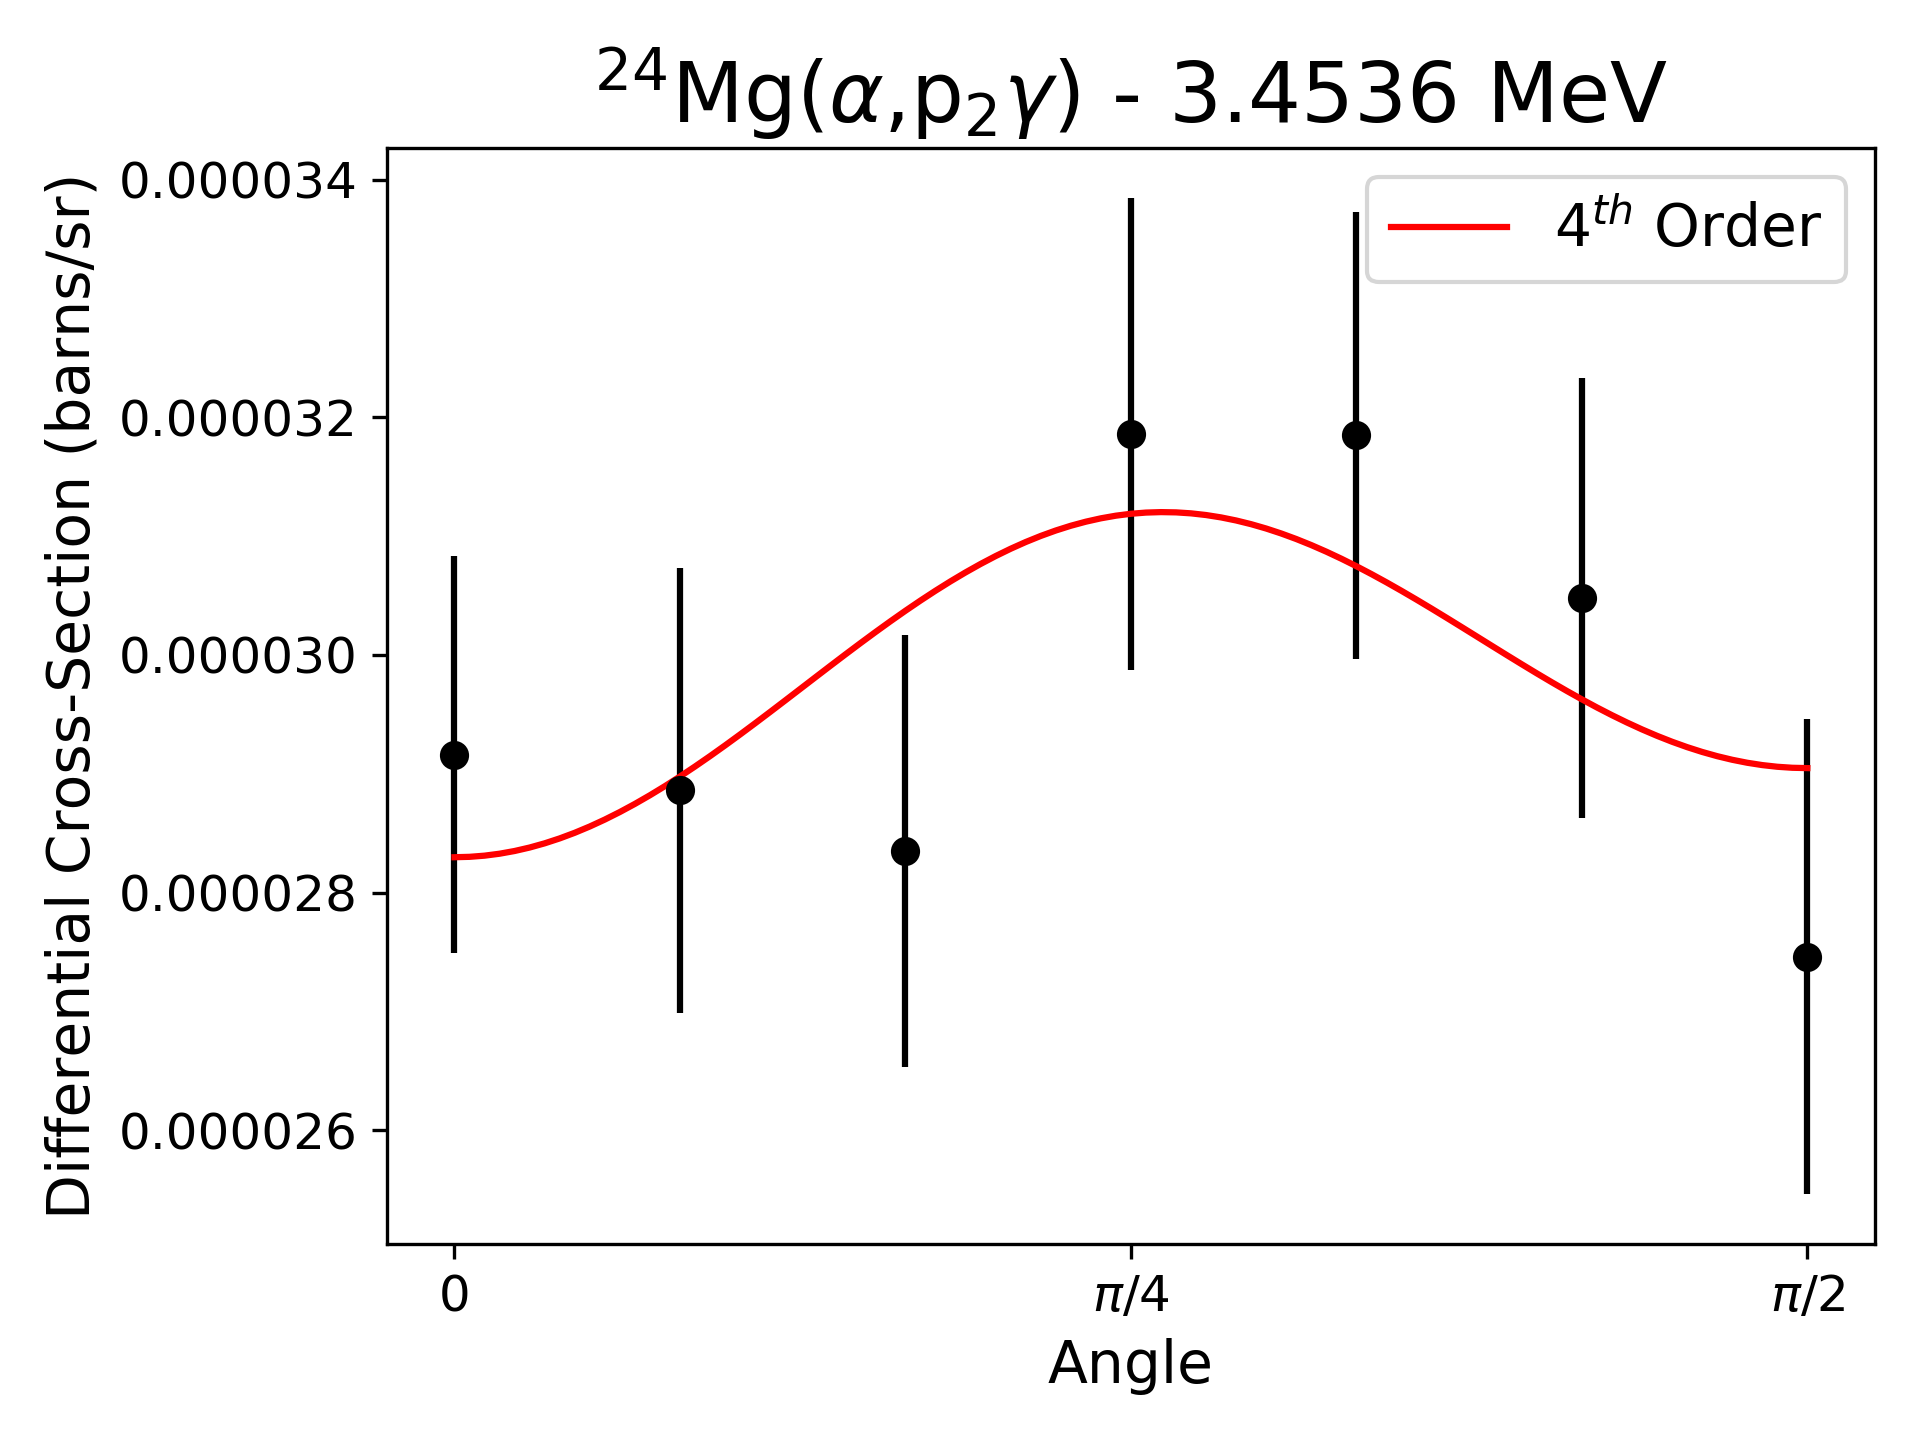 ²⁴Mg(α,p₂γ) - 3.4536 MeV
Differential Cross-Section (barns/sr)
0.000034
0.000032
0.000030
0.000028
0.000026
4ᵗʰ Order
0
π/4
π/2
Angle